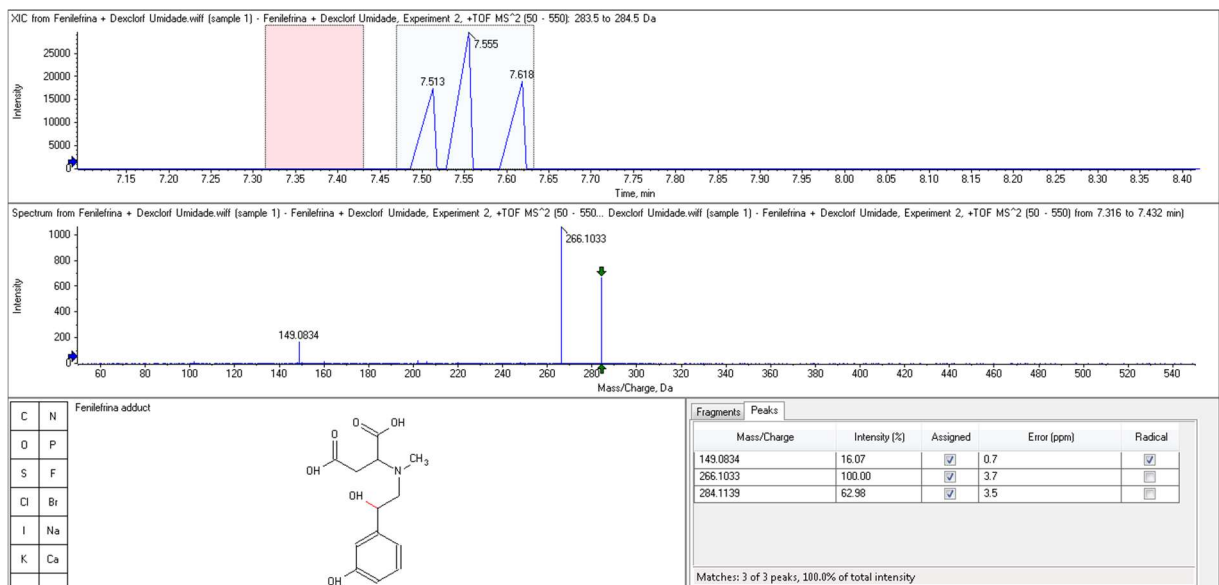 XIC from Fenilefrina + Dexclorf Umidade.wiff (sample 1) - Fenilefrina + Dexclorf Umidade, Experiment 2, +TOF MS^2 (50 - 550): 283.5 to 284.5 Da
Intensity
25000
20000
15000
10000
5000
0
7.513
7.555
7.618
7.15 7.20 7.25 7.30 7.35 7.40 7.45 7.50 7.55 7.60 7.65 7.70 7.75 7.80 7.85 7.90 7.95 8.00 8.05 8.10 8.15 8.20 8.25 8.30 8.35 8.40
Time, min
Spectrum from Fenilefrina + Dexclorf Umidade.wiff (sample 1) - Fenilefrina + Dexclorf Umidade, Experiment 2, +TOF MS^2 (50 - 550... Dexclorf Umidade.wiff (sample 1) - Fenilefrina + Dexclorf Umidade, Experiment 2, +TOF MS^2 (50 - 550) from 7.316 to 7.432 min)
Intensity
1000
800
600
400
200
0
149.0834
266.1033
60 80 100 120 140 160 180 200 220 240 260 280 300 320 340 360 380 400 420 440 460 480 500 520 540
Mass/Charge, Da
C N
O P
S F
Cl Br
I Na
K Ca
Fenilefrina adduct
O
OH
O
OH
N
CH3
OH
OH
Fragments Peaks
Mass/Charge Intensity (%) Assigned Error (ppm) Radical
149.0834 16.07 0.7
266.1033 100.00 3.7
284.1139 62.98 3.5
Matches: 3 of 3 peaks, 100.0% of total intensity